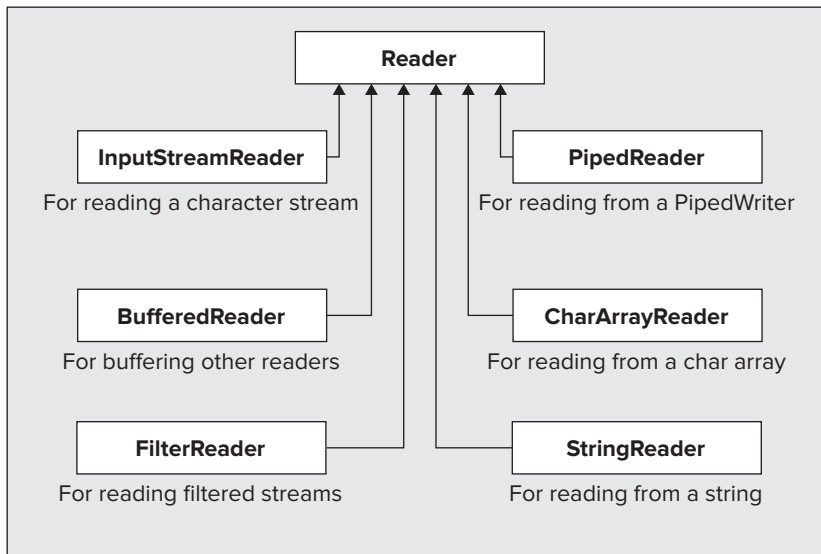 Reader
InputStreamReader
For reading a character stream
PipedReader
For reading from a PipedWriter
BufferedReader
For buffering other readers
CharArrayReader
For reading from a char array
FilterReader
For reading filtered streams
StringReader
For reading from a string